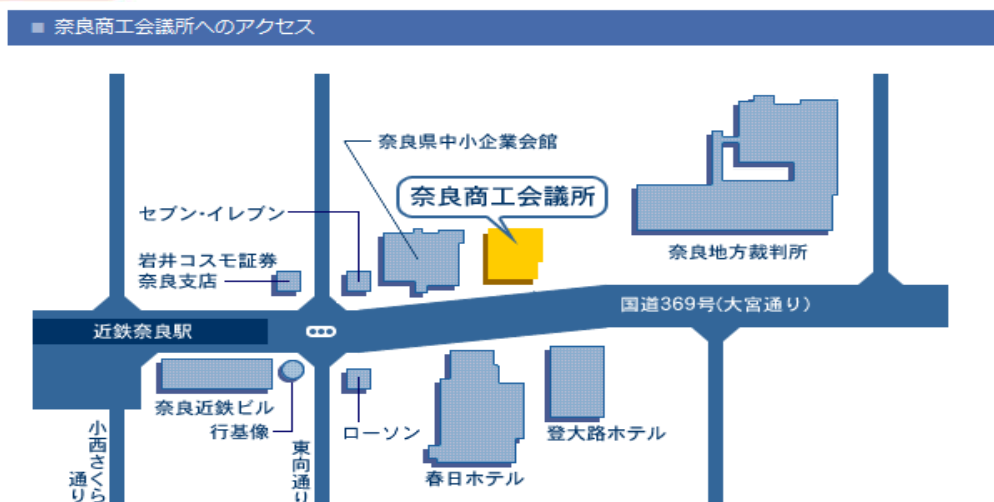 ■ 奈良商工会議所へのアクセス
奈良県中小企業会館
奈良商工会議所
セブン・イレブン
岩井コスモ証券
奈良支店
奈良地方裁判所
国道369号(大宮通り)
近鉄奈良駅
奈良近鉄ビル
行基像
ローソン
登大路ホテル
春日ホテル
小西さくら
通り
東向通り